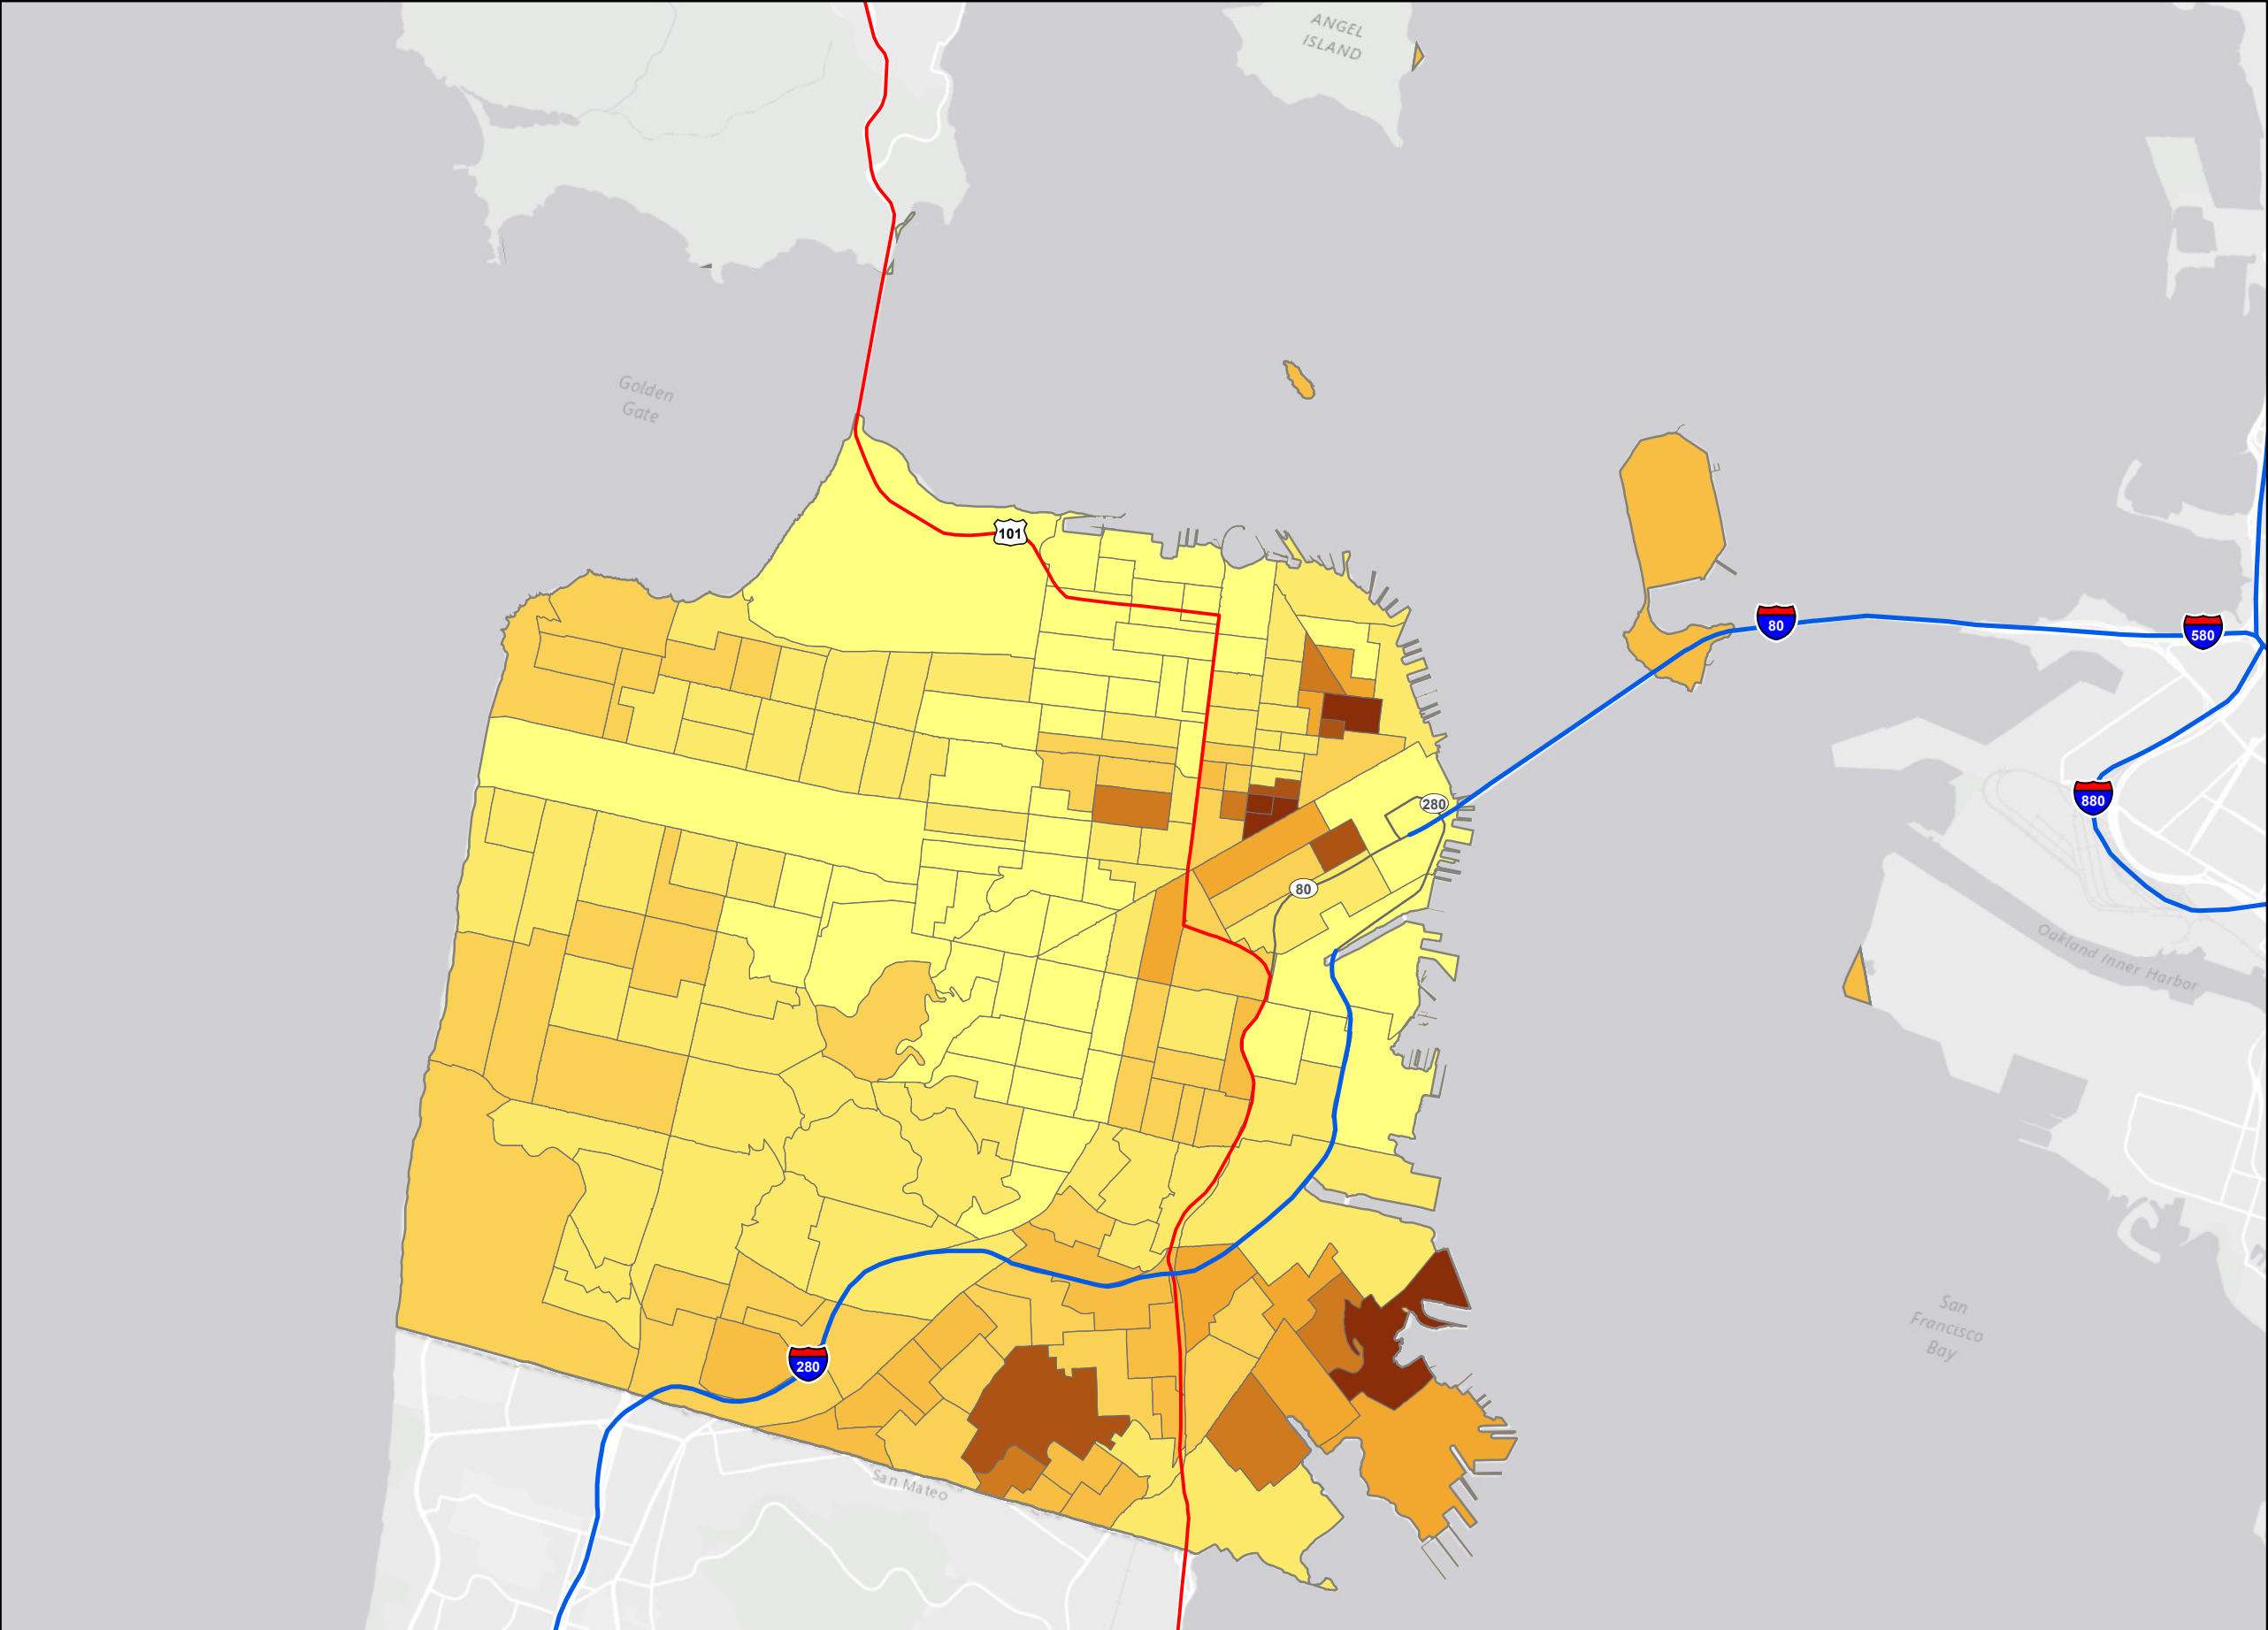 ANGEL
ISLAND
Golden
Gate
101
80
580
280
880
80
Oakland Inner Harbor
San
Francisco
Bay
280
San Mateo